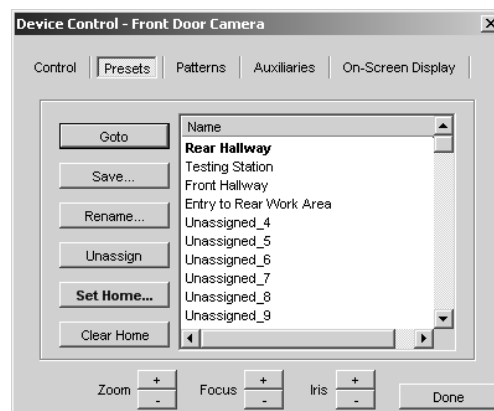 Device Control - Front Door Camera
Control Presets Patterns Auxiliaries On-Screen Display
Goto
Save...
Rename...
Unassign
Set Home...
Clear Home
Name
Rear Hallway
Testing Station
Front Hallway
Entry to Rear Work Area
Unassigned_4
Unassigned_5
Unassigned_6
Unassigned_7
Unassigned_8
Unassigned_9
Zoom + - Focus + - Iris + -
Done